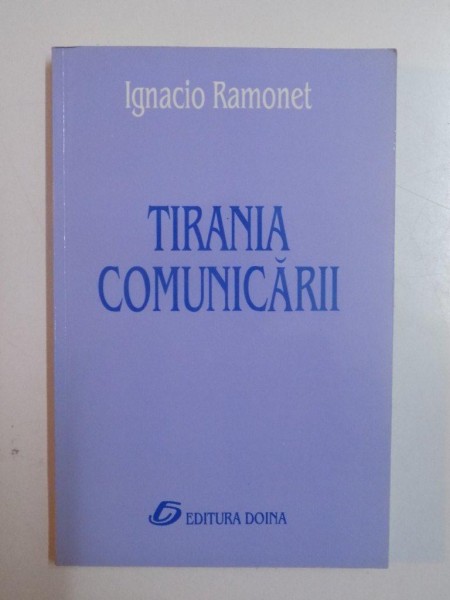 Ignacio Ramonet
TIRANIA
COMUNICĂRII
EDITURA DOINA